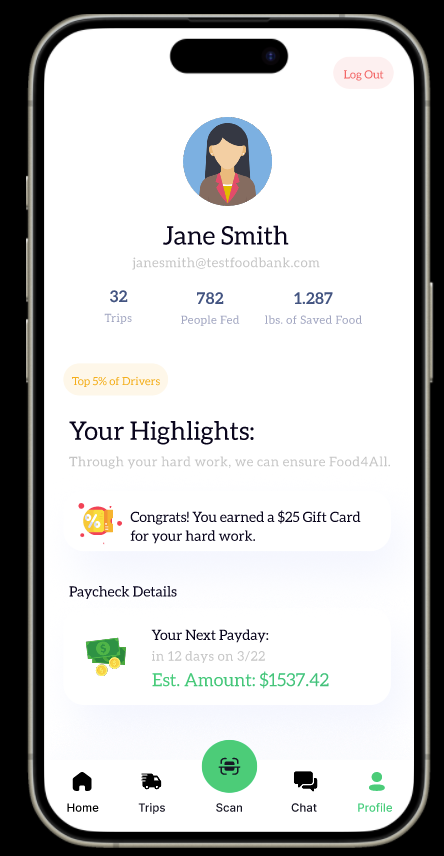 Log Out
Jane Smith
janesmith@testfoodbank.com
32
782
1.287
Trips
People Fed
lbs. of Saved Food
Top 5% of Drivers
Your Highlights:
Through your hard work, we can ensure Food4All.
%
Congrats! You earned a $25 Gift Card
for your hard work.
Paycheck Details
Your Next Payday:
in 12 days on 3/22
Est. Amount: $1537.42
Home
Trips
Scan
Chat
Profile